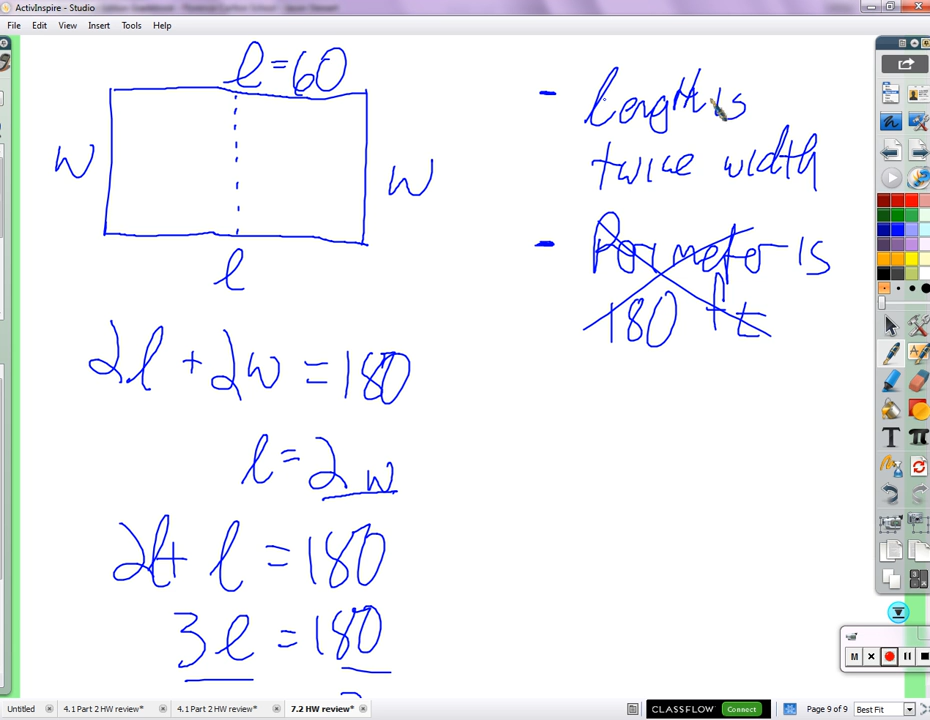 ActivInspire - Studio
File Edit View Insert Tools Help
l = 60
w
w
l
2l + 2w = 180
l = 2w
2l + l = 180
3l = 180
- length is
twice width
- Perimeter is
180 ft
M
Untitled
4.1 Part 2 HW review*
4.1 Part 2 HW review*
7.2 HW review*
CLASSFLOW Connect
Page 9 of 9
Best Fit